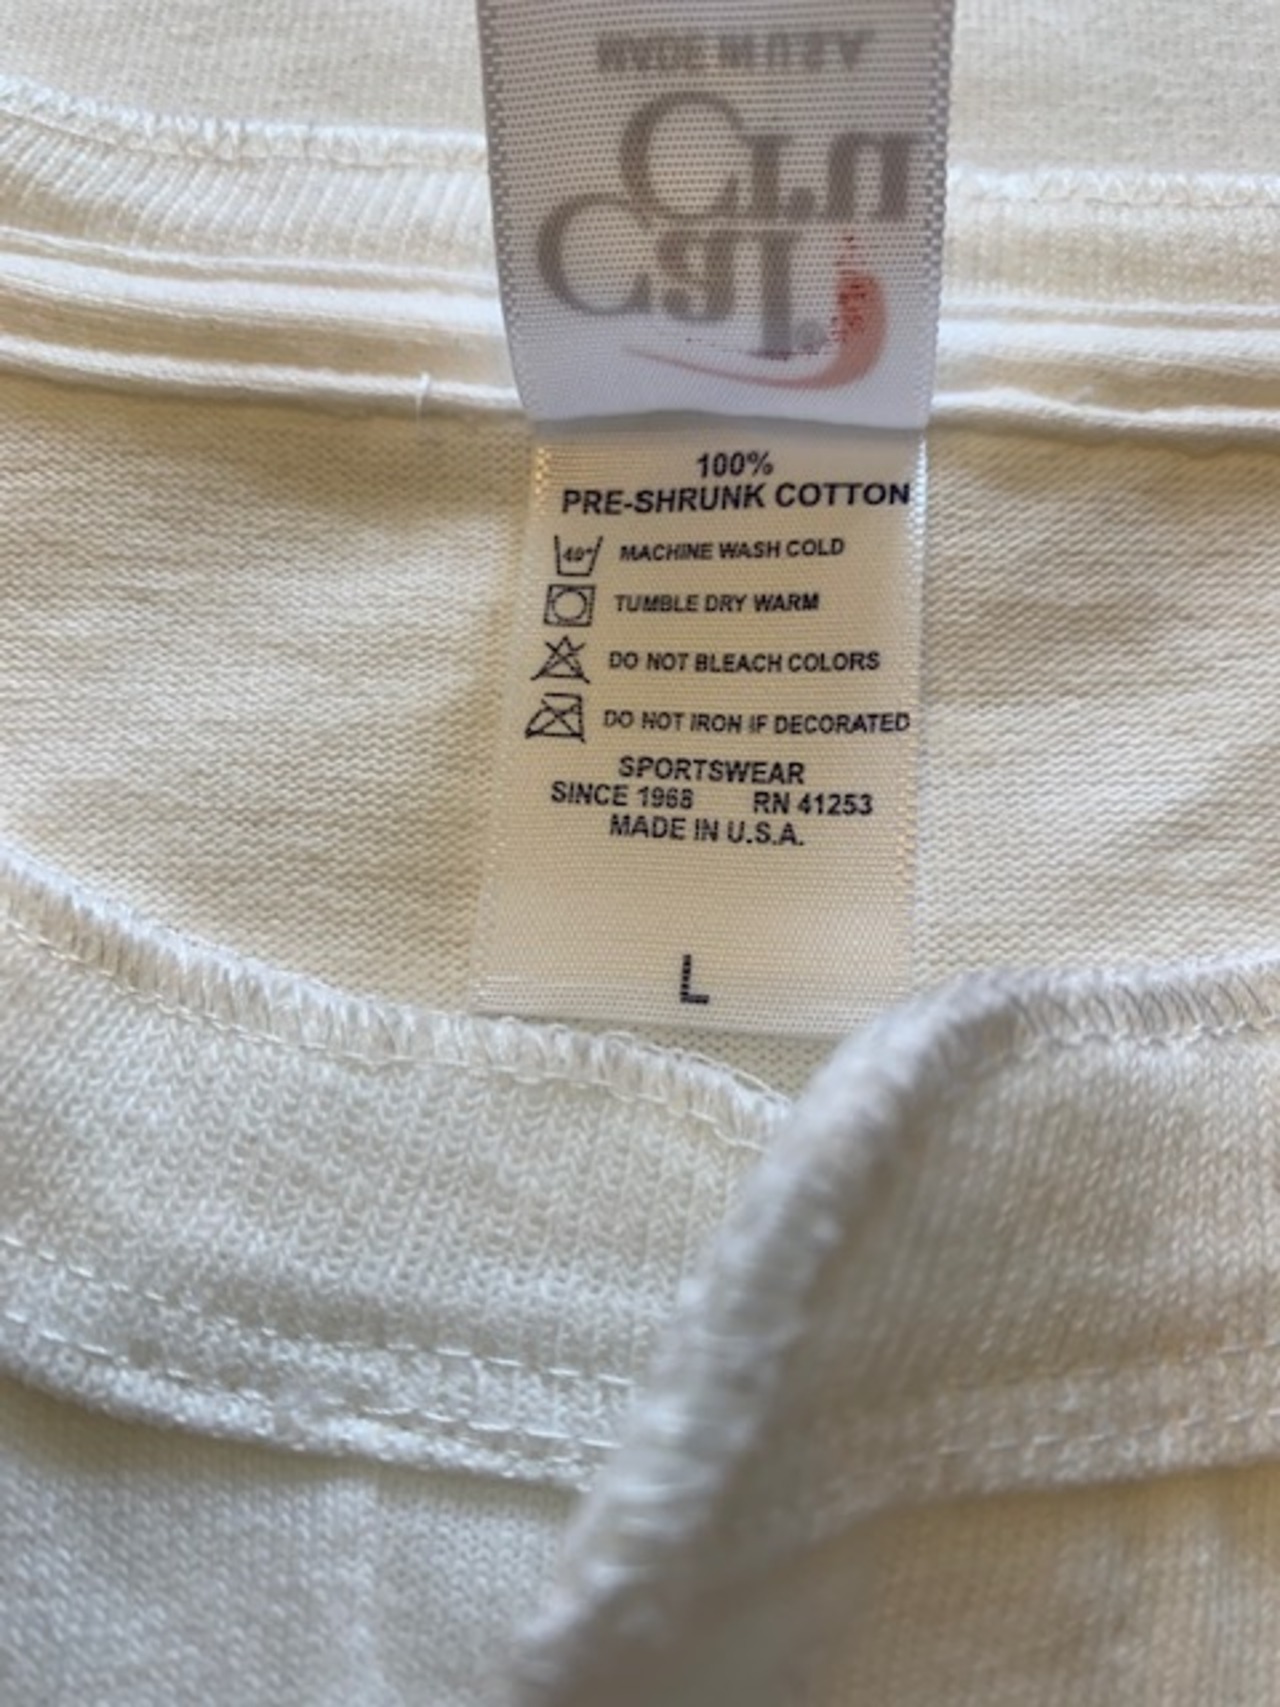 100%
PRE-SHRUNK COTTON
40° MACHINE WASH COLD
TUMBLE DRY WARM
DO NOT BLEACH COLORS
DO NOT IRON IF DECORATED
SPORTSWEAR
SINCE 1968 RN 41253
MADE IN U.S.A.
L